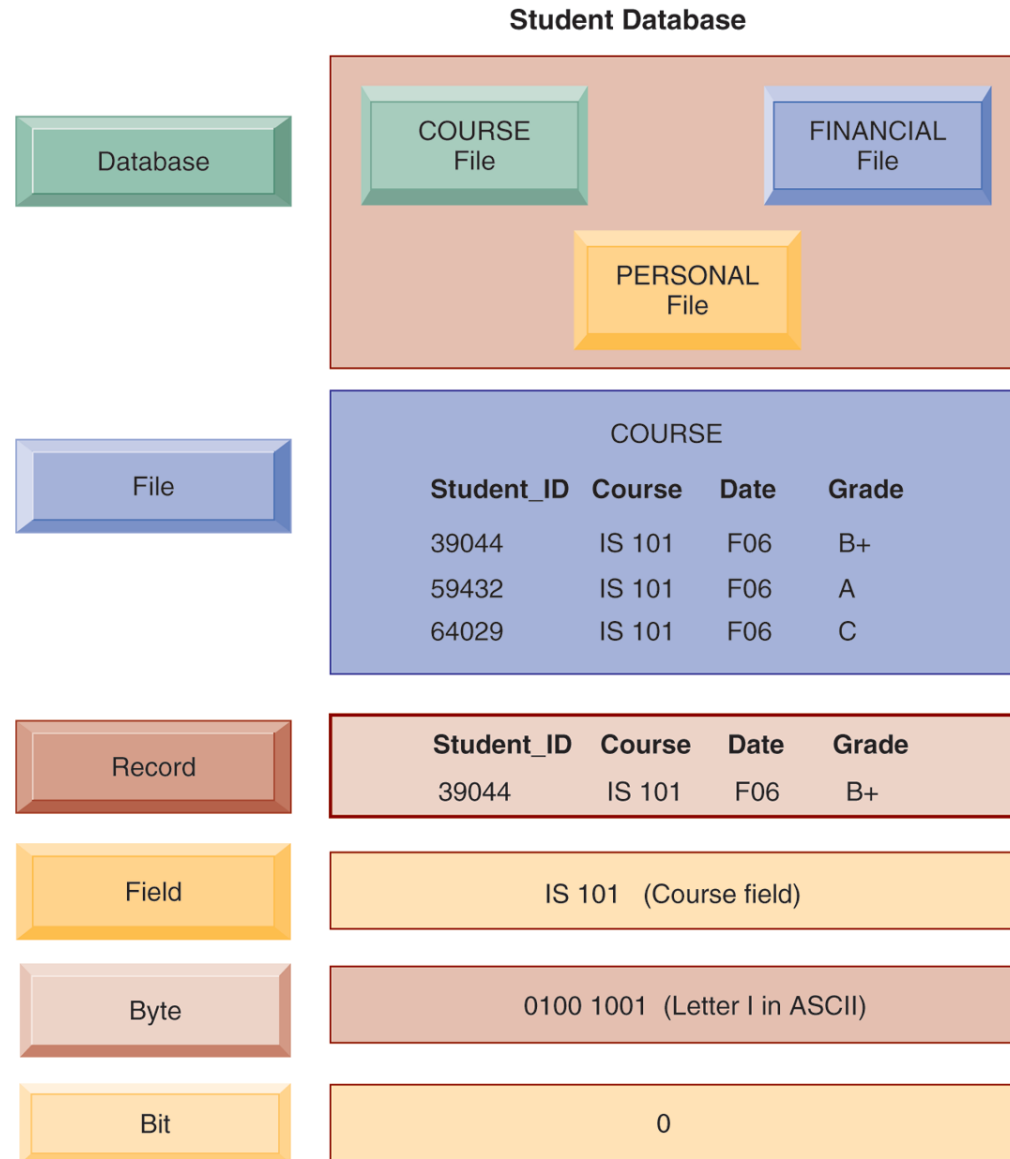 Student Database
Database
COURSE
File
FINANCIAL
File
PERSONAL
File
File
COURSE
Student_ID Course Date Grade
39044 IS 101 F06 B+
59432 IS 101 F06 A
64029 IS 101 F06 C
Record
Student_ID Course Date Grade
39044 IS 101 F06 B+
Field
IS 101 (Course field)
Byte
0100 1001 (Letter I in ASCII)
Bit
0